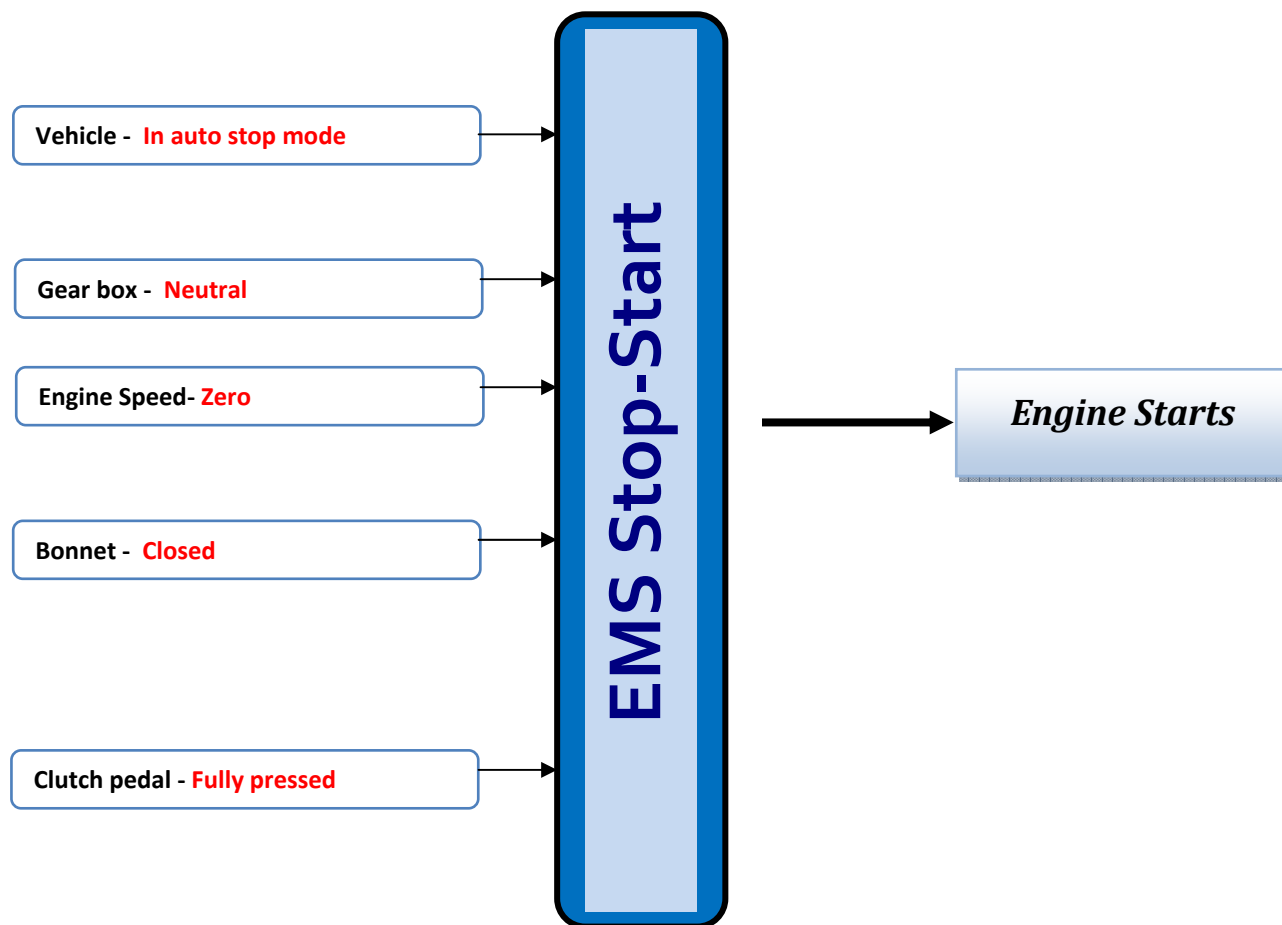 Vehicle - In auto stop mode
Gear box - Neutral
Engine Speed- Zero
Bonnet - Closed
Clutch pedal - Fully pressed
EMS Stop-Start
Engine Starts